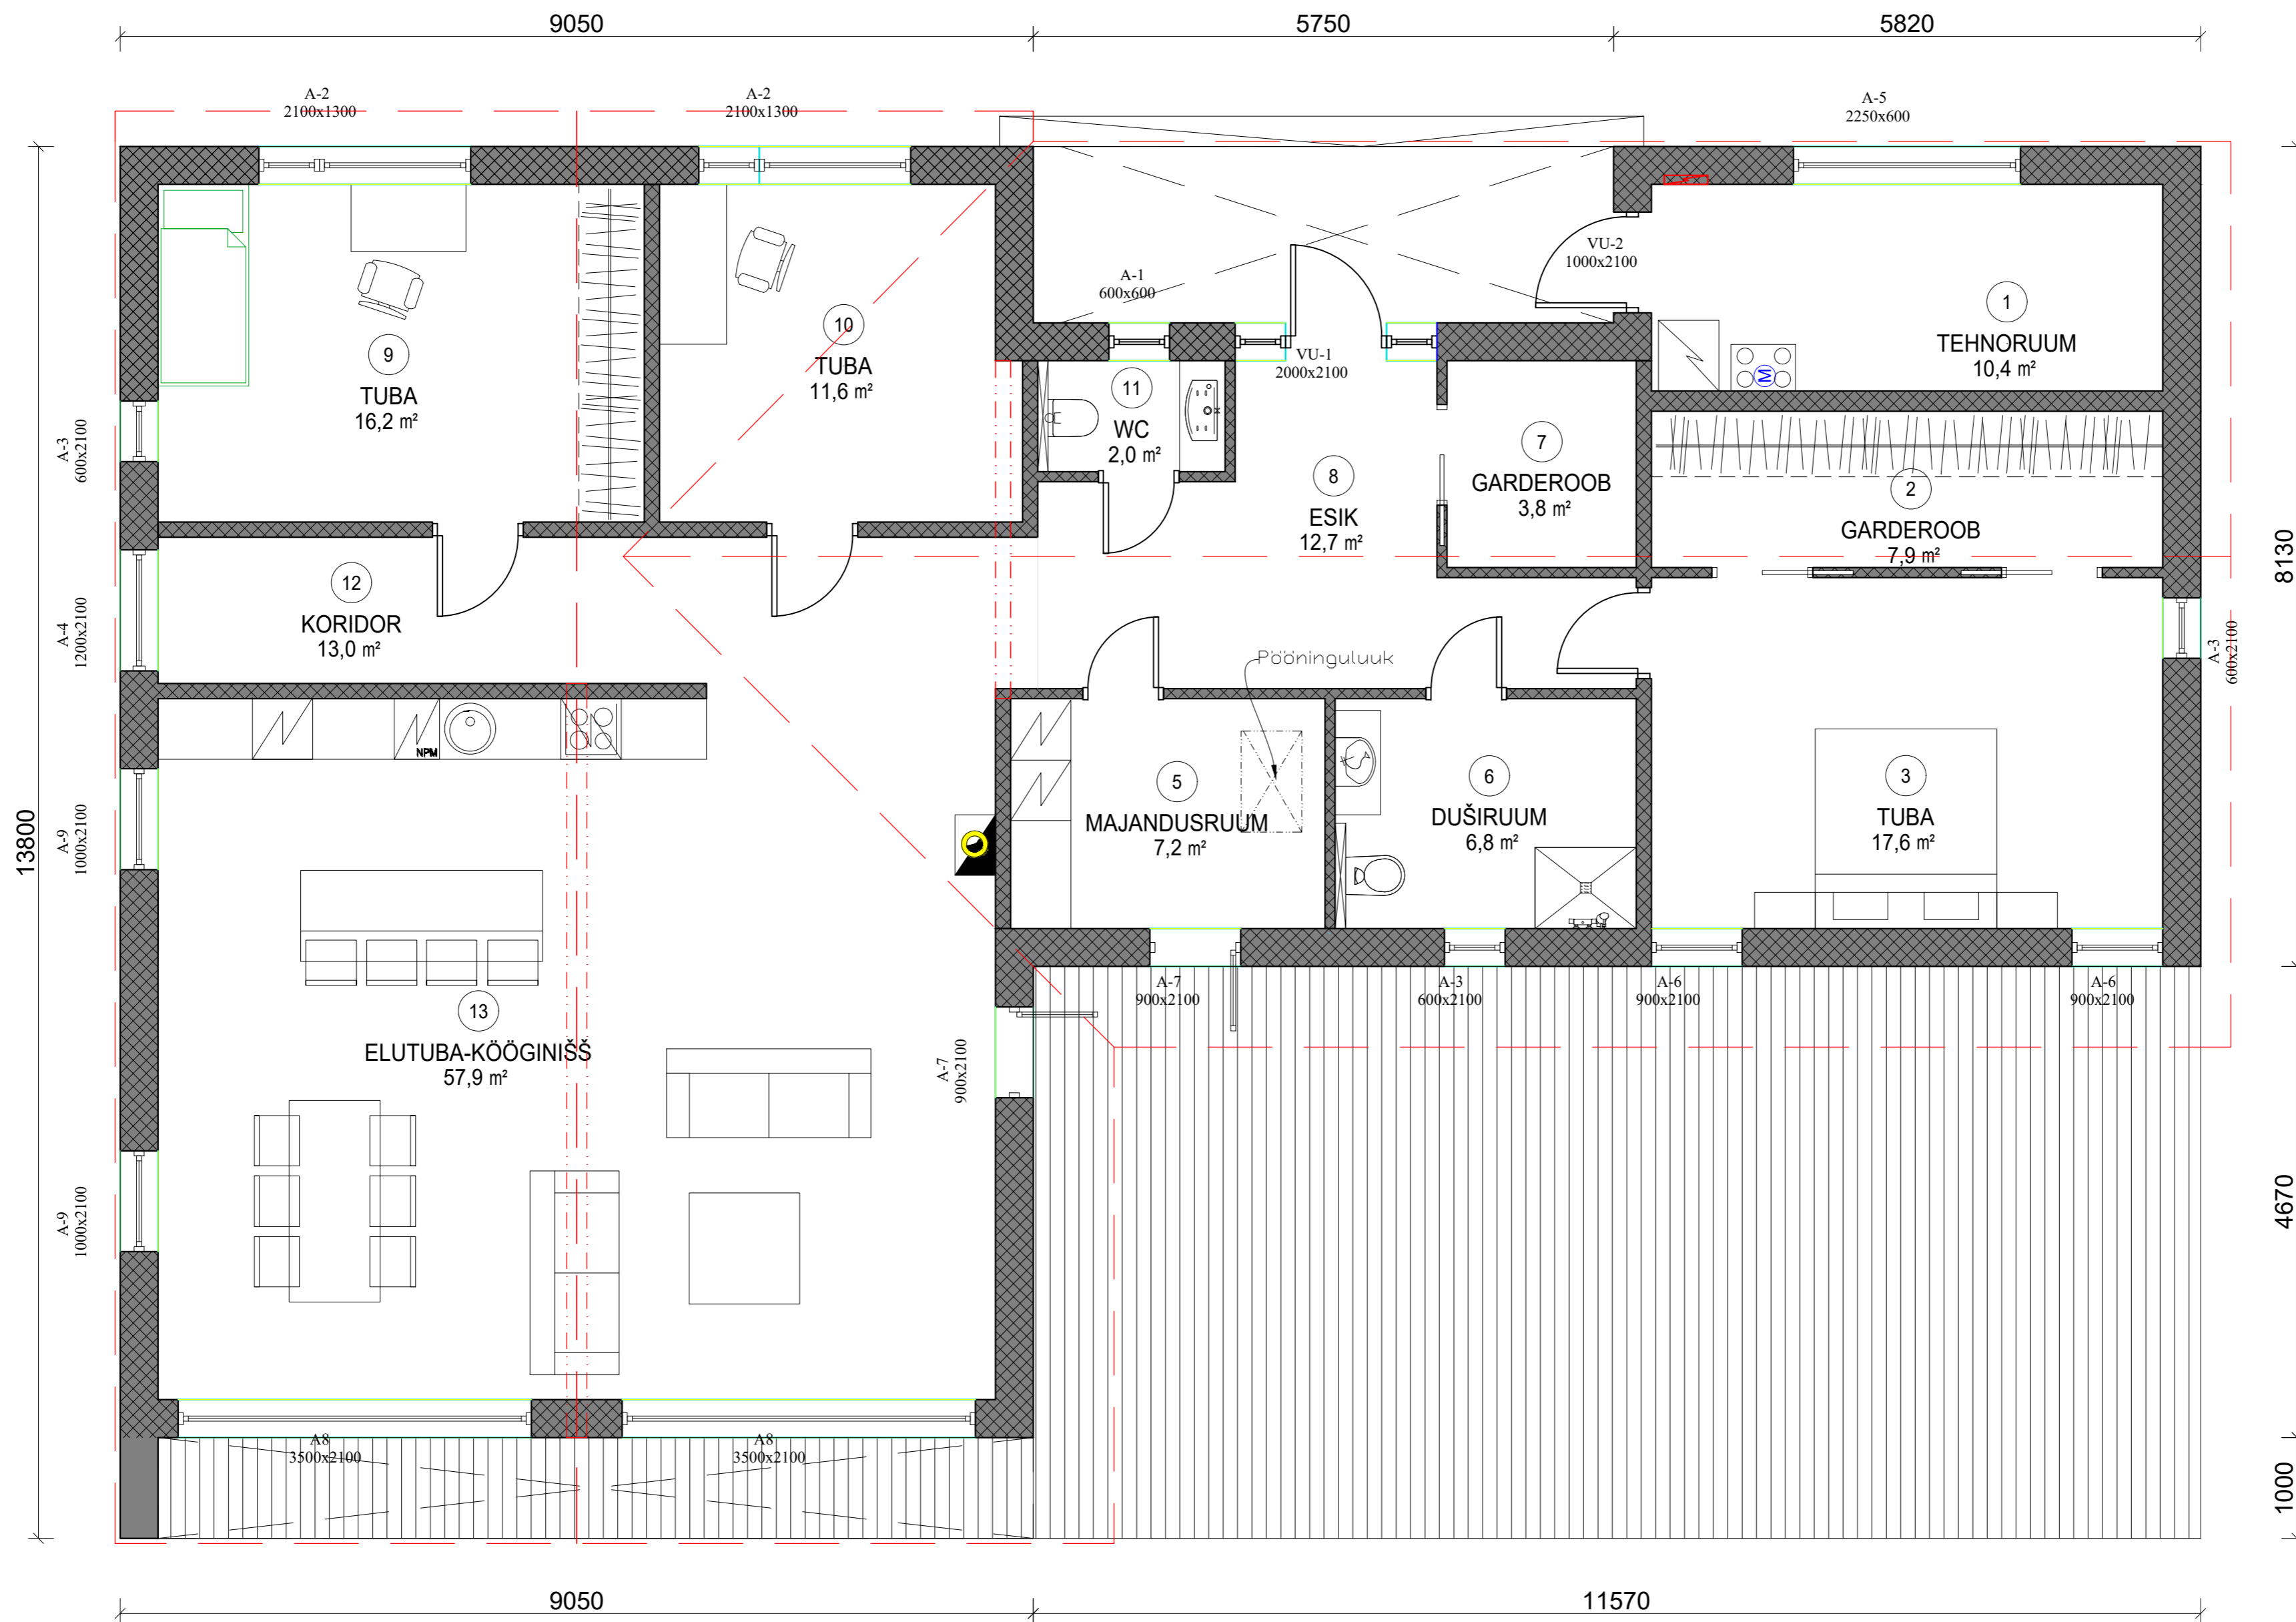 9050
5750
5820
A-2
2100x1300
A-2
2100x1300
A-5
2250x600
VU-2
1000x2100
A-1
600x600
VU-1
2000x2100
1
TEHNORUUM
10,4 m²
M
9
TUBA
16,2 m²
10
TUBA
11,6 m²
11
WC
2,0 m²
7
GARDEROOB
3,8 m²
8
ESIK
12,7 m²
2
GARDEROOB
7,9 m²
A-3
600x2100
8130
12
KORIDOR
13,0 m²
A-4
1200x2100
A-3
600x2100
Pööninguluuk
NPM
5
MAJANDUSRUUM
7,2 m²
6
DUŠIRUUM
6,8 m²
3
TUBA
17,6 m²
13800
A-9
1000x2100
A-7
900x2100
A-3
600x2100
A-6
900x2100
A-6
900x2100
13
ELUTUBA-KÖÖGINIŠŠ
57,9 m²
A-7
900x2100
A-9
1000x2100
4670
A8
3500x2100
A8
3500x2100
1000
9050
11570